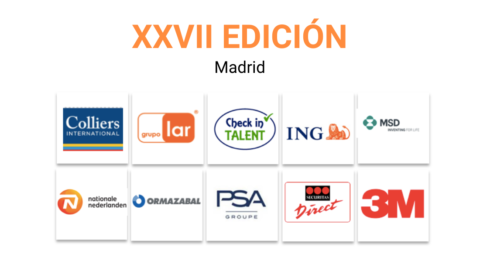 XXVII EDICIÓN
Madrid
Colliers
INTERNATIONAL
grupo lar
Check in
TALENT
ING
MSD
nationale
nederlanden
ORMAZABAL
PSA
GROUPE
SECURITAS
Direct
3M